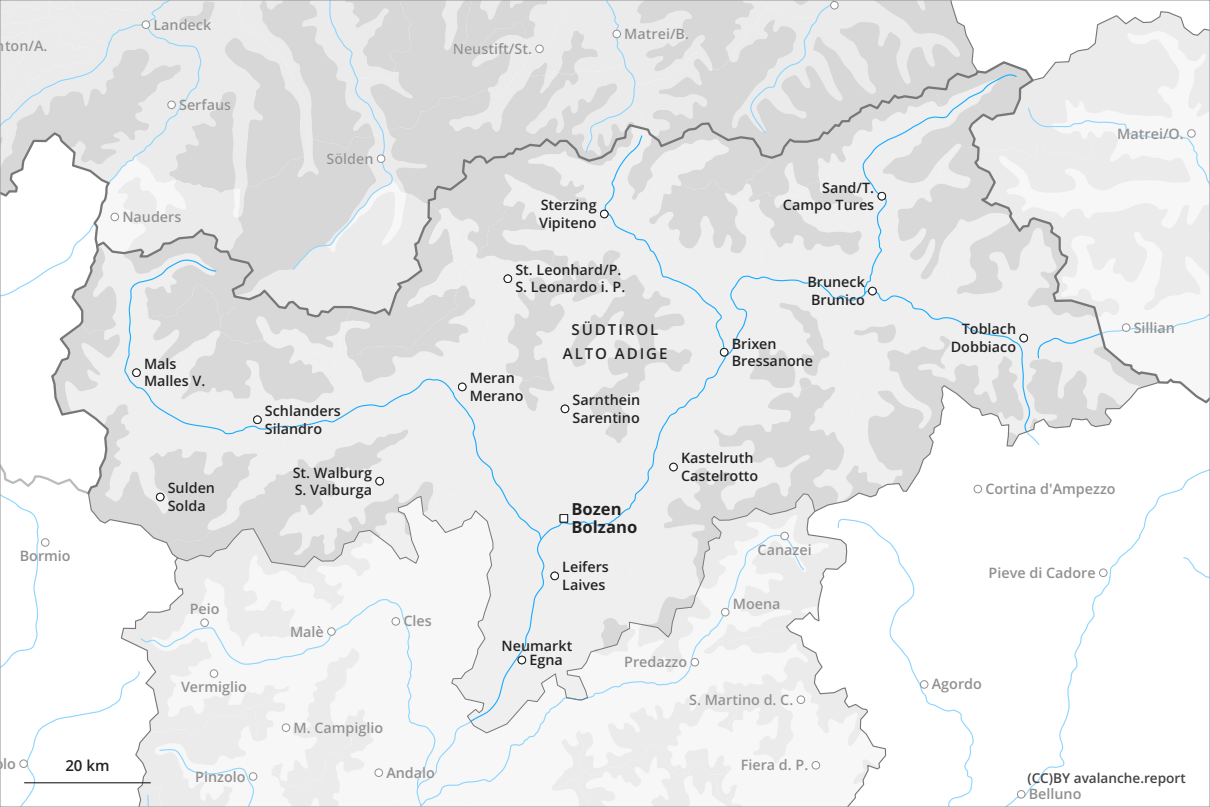 Landeck
Matrei/B.
Neustift/St.
Serfaus
Matrei/O.
Sölden
Nauders
Sand/T.
Campo Tures
Sterzing
Vipiteno
St. Leonhard/P.
S. Leonardo i. P.
Bruneck
Brunico
SÜDTIROL
ALTO ADIGE
Toblach
Dobbiaco
Sillian
Brixen
Bressanone
Mals
Malles V.
Meran
Merano
Schlanders
Silandro
Sarnthein
Sarentino
Kastelruth
Castelrotto
St. Walburg
S. Valburga
Sulden
Solda
Cortina d'Ampezzo
Bozen
Bolzano
Bormio
Canazei
Leifers
Laives
Pieve di Cadore
Peio
Moena
Malè
Cles
Neumarkt
Egna
Predazzo
Vermiglio
Agordo
S. Martino d. C.
M. Campiglio
20 km
Fiera d. P.
Pinzolo
Andalo
(CC)BY avalanche.report
Belluno